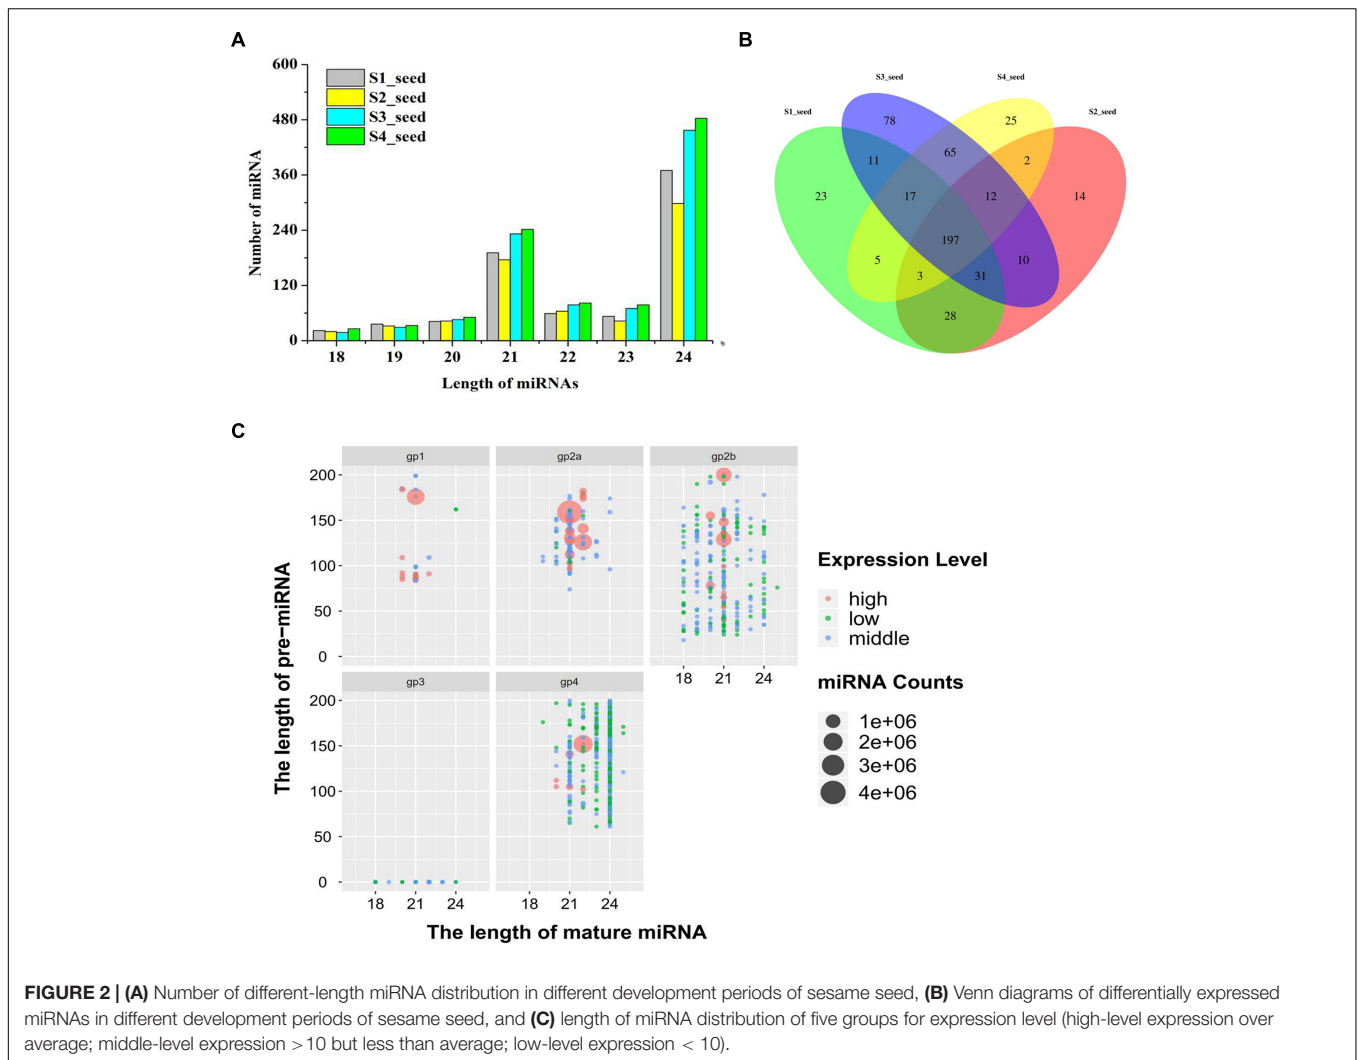 A
600
480
360
240
120
0
Number of miRNA
S1_seed
S2_seed
S3_seed
S4_seed
18 19 20 21 22 23 24
Length of miRNAs
B
S3_seed S4_seed
S1_seed S2_seed
78 25
11 65 2
23 17 12 14
197
5 3 31 10
28
C
gp1 gp2a gp2b
200
150
100
50
0
18 21 24
gp3 gp4
200
150
100
50
0
18 21 24 18 21 24
The length of pre-miRNA
The length of mature miRNA
Expression Level
high
low
middle
miRNA Counts
1e+06
2e+06
3e+06
4e+06
FIGURE 2 | (A) Number of different-length miRNA distribution in different development periods of sesame seed, (B) Venn diagrams of differentially expressed
miRNAs in different development periods of sesame seed, and (C) length of miRNA distribution of five groups for expression level (high-level expression over
average; middle-level expression >10 but less than average; low-level expression < 10).